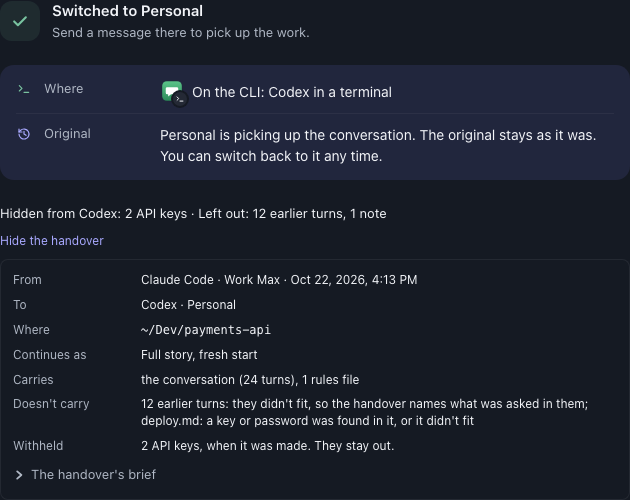 Switched to Personal
Send a message there to pick up the work.
Where
On the CLI: Codex in a terminal
Original
Personal is picking up the conversation. The original stays as it was.
You can switch back to it any time.
Hidden from Codex: 2 API keys · Left out: 12 earlier turns, 1 note
Hide the handover
From Claude Code · Work Max · Oct 22, 2026, 4:13 PM
To Codex · Personal
Where ~/Dev/payments-api
Continues as Full story, fresh start
Carries the conversation (24 turns), 1 rules file
Doesn't carry 12 earlier turns: they didn't fit, so the handover names what was asked in them;
deploy.md: a key or password was found in it, or it didn't fit
Withheld 2 API keys, when it was made. They stay out.
The handover's brief